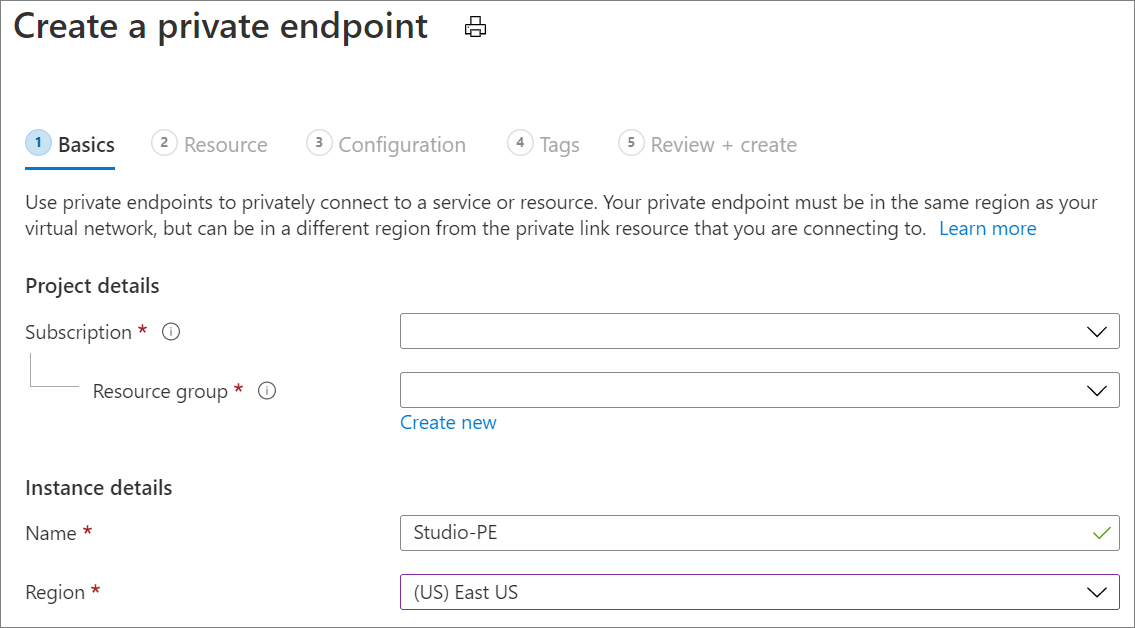 Create a private endpoint
1 Basics 2 Resource 3 Configuration 4 Tags 5 Review + create
Use private endpoints to privately connect to a service or resource. Your private endpoint must be in the same region as your
virtual network, but can be in a different region from the private link resource that you are connecting to. Learn more
Project details
Subscription *
Resource group *
Create new
Instance details
Name * Studio-PE
Region * (US) East US